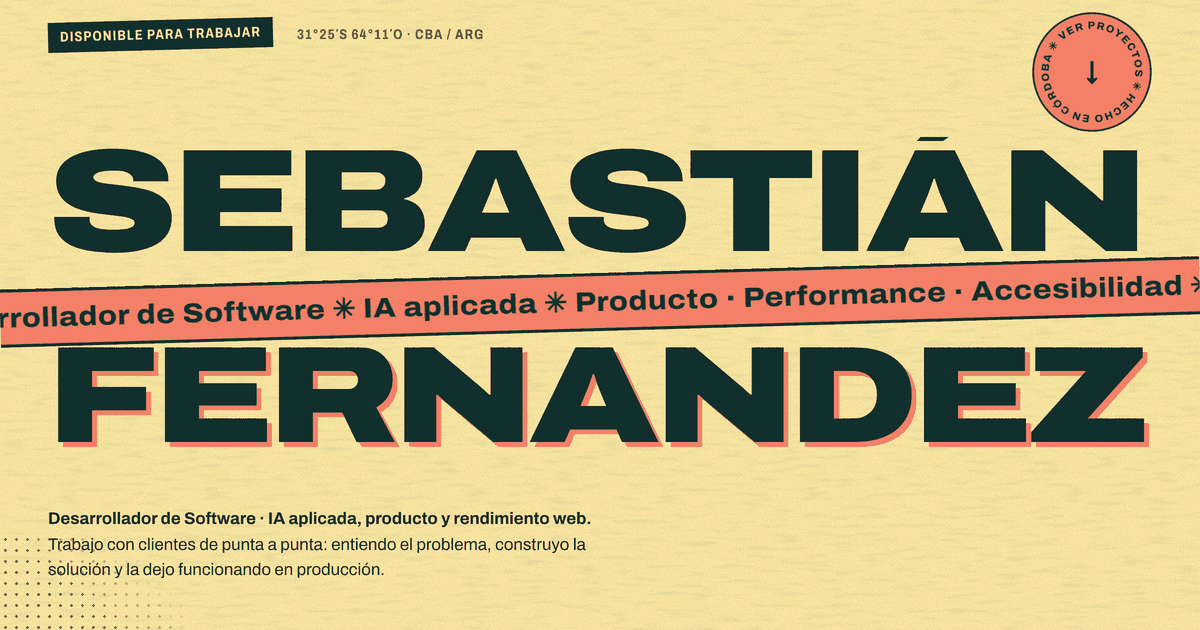 DISPONIBLE PARA TRABAJAR
31°25′S 64°11′O · CBA / ARG
VER PROYECTOS ✳ HECHO EN CÓRDOBA ✳
↓
SEBASTIÁN
rrollador de Software ✳ IA aplicada ✳ Producto · Performance · Accesibilidad ✳
FERNANDEZ
Desarrollador de Software · IA aplicada, producto y rendimiento web.
Trabajo con clientes de punta a punta: entiendo el problema, construyo la
solución y la dejo funcionando en producción.